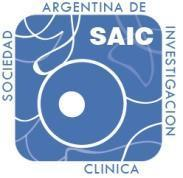 SOCIEDAD
ARGENTINA DE
INVESTIGACION
CLINICA
SAIC